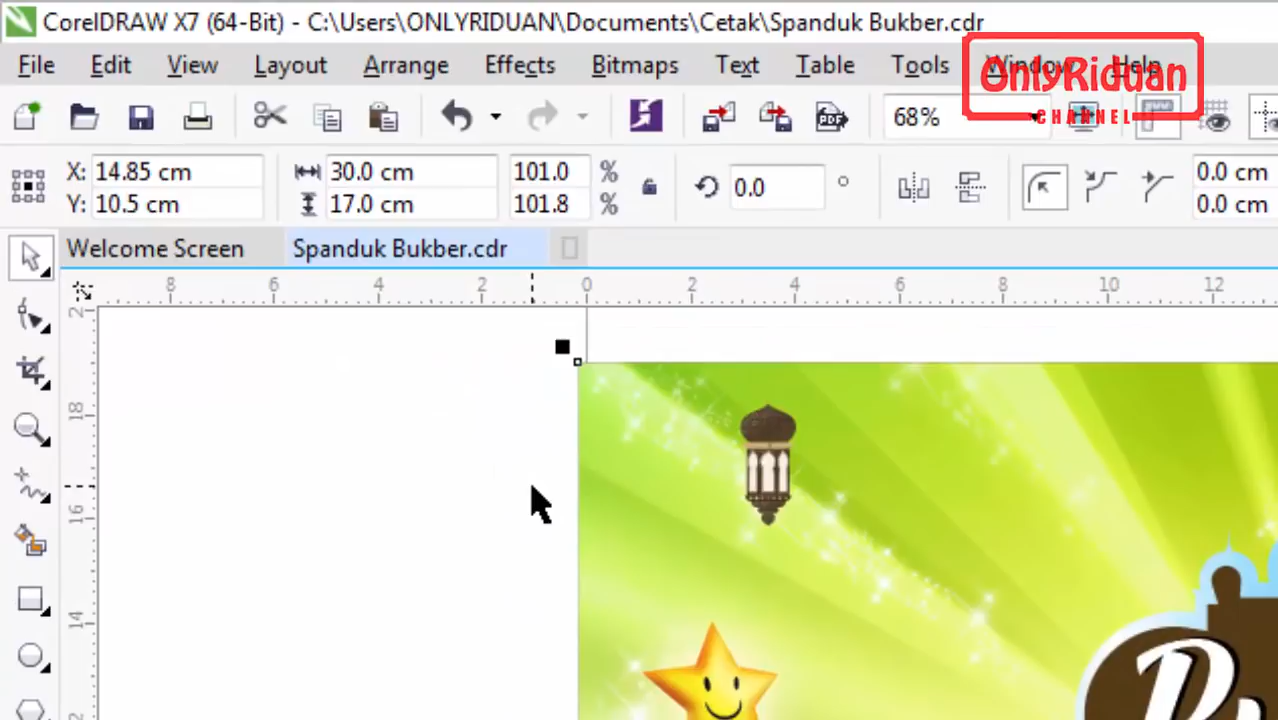 CorelDRAW X7 (64-Bit) - C:\Users\ONLYRIDUAN\Documents\Cetak\Spanduk Bukber.cdr
File Edit View Layout Arrange Effects Bitmaps Text Table Tools Window Help
OnlyRiduan
CHANNEL
PDF 68%
X: 14.85 cm 30.0 cm 101.0 % 0.0 ° 0.0 cm
Y: 10.5 cm 17.0 cm 101.8 % 0.0 cm
Welcome Screen Spanduk Bukber.cdr
8 6 4 2 0 2 4 6 8 10 12
18
16
14